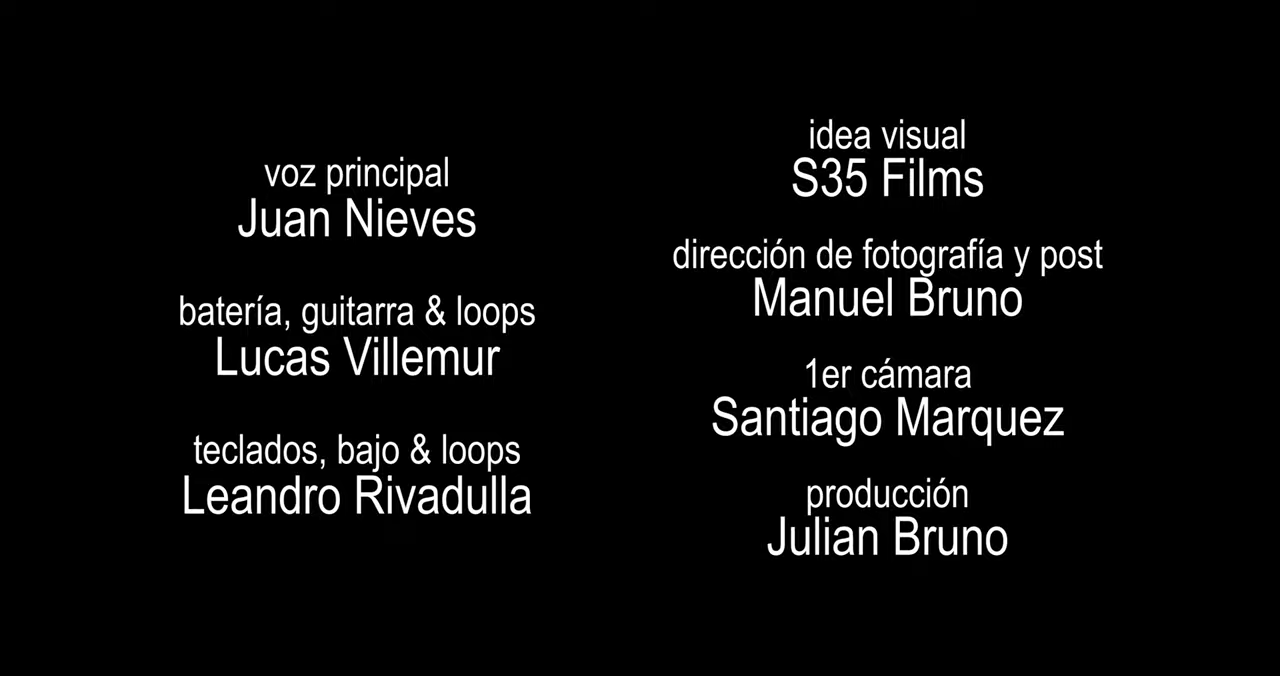 voz principal
Juan Nieves
batería, guitarra & loops
Lucas Villemur
teclados, bajo & loops
Leandro Rivadulla
idea visual
S35 Films
dirección de fotografía y post
Manuel Bruno
1er cámara
Santiago Marquez
producción
Julian Bruno